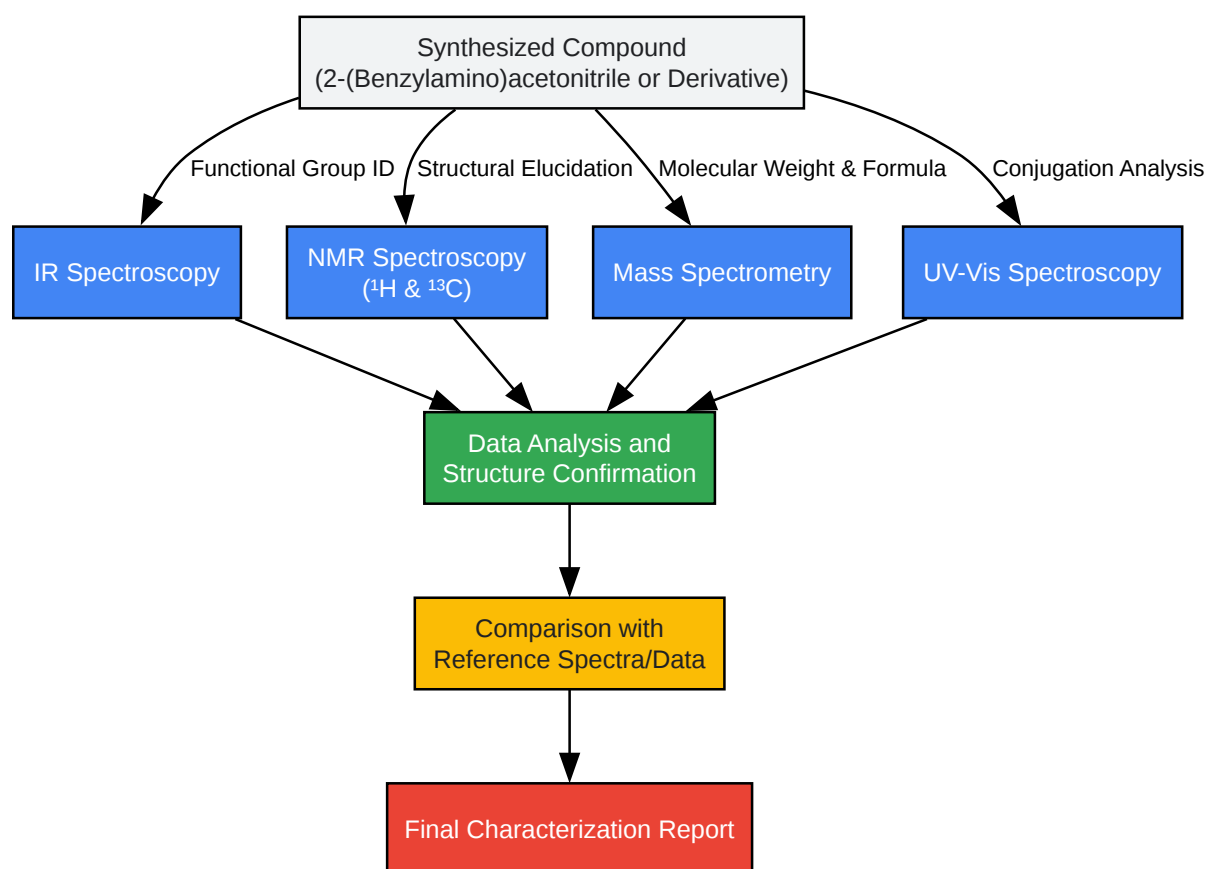 Synthesized Compound
(2-(Benzylamino)acetonitrile or Derivative)
Functional Group ID
Structural Elucidation
Molecular Weight & Formula
Conjugation Analysis
IR Spectroscopy
NMR Spectroscopy
(¹H & ¹³C)
Mass Spectrometry
UV-Vis Spectroscopy
Data Analysis and
Structure Confirmation
Comparison with
Reference Spectra/Data
Final Characterization Report